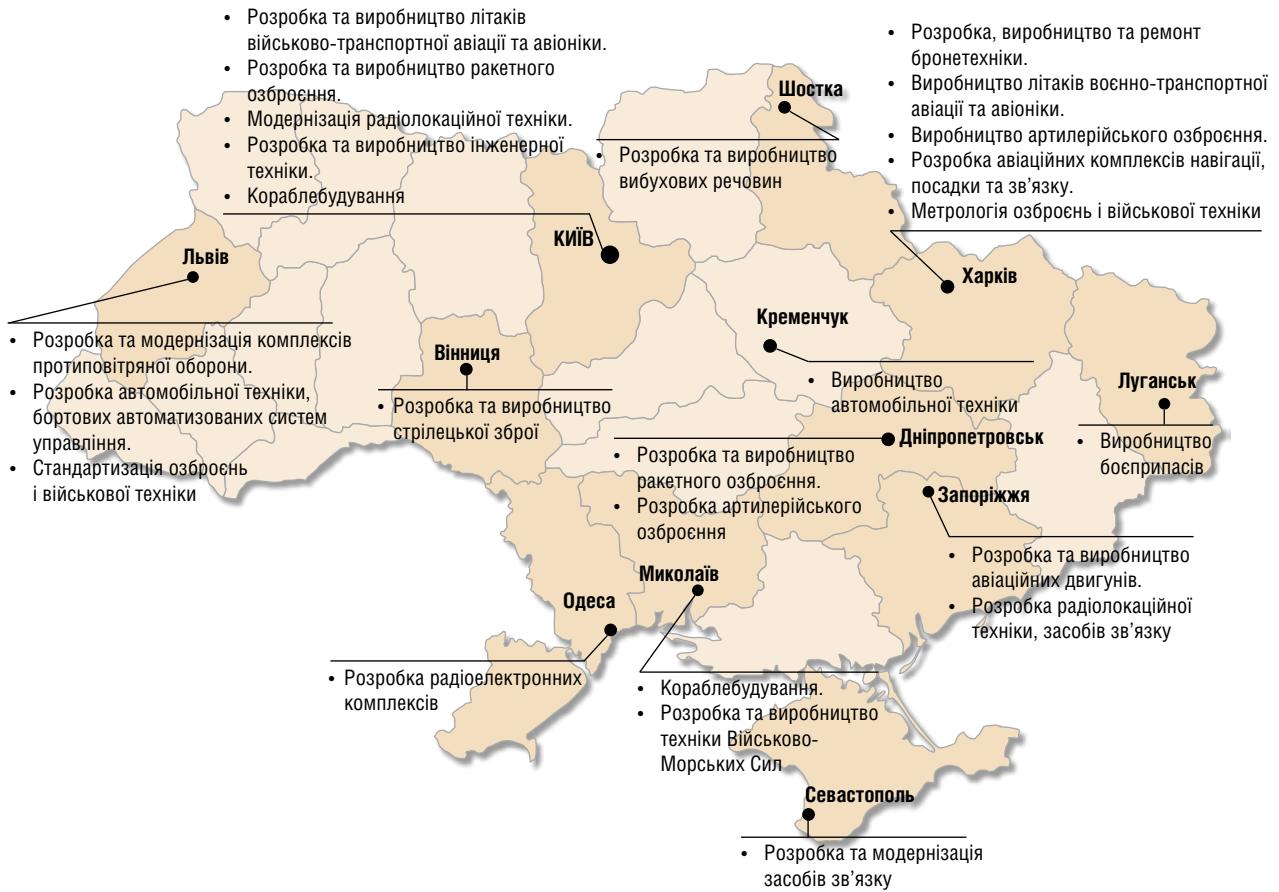 • Розробка та виробництво літаків
військово-транспортної авіації та авіоніки.
• Розробка та виробництво ракетного
озброєння.
• Модернізація радіолокаційної техніки.
• Розробка та виробництво інженерної
техніки.
• Кораблебудування
КИЇВ
Шостка
• Розробка та виробництво
вибухових речовин
• Розробка, виробництво та ремонт
бронетехніки.
• Виробництво літаків воєнно-транспортної
авіації та авіоніки.
• Виробництво артилерійського озброєння.
• Розробка авіаційних комплексів навігації,
посадки та зв'язку.
• Метрологія озброєнь і військової техніки
Харків
Львів
• Розробка та модернізація комплексів
протиповітряної оборони.
• Розробка автомобільної техніки,
бортових автоматизованих систем
управління.
• Стандартизація озброєнь
і військової техніки
Вінниця
• Розробка та виробництво
стрілецької зброї
Кременчук
• Виробництво
автомобільної техніки
Луганськ
• Виробництво
боєприпасів
Дніпропетровськ
• Розробка та виробництво
ракетного озброєння.
• Розробка артилерійського
озброєння
Запоріжжя
• Розробка та виробництво
авіаційних двигунів.
• Розробка радіолокаційної
техніки, засобів зв'язку
Миколаїв
• Кораблебудування.
• Розробка та виробництво
техніки Військово-
Морських Сил
Одеса
• Розробка радіоелектронних
комплексів
Севастополь
• Розробка та модернізація
засобів зв'язку